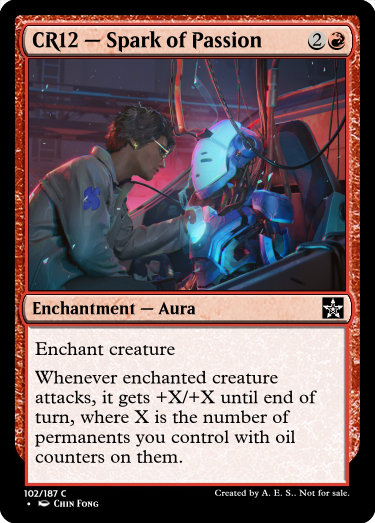 CR12 — Spark of Passion 2
Enchantment — Aura
Enchant creature
Whenever enchanted creature
attacks, it gets +X/+X until end of
turn, where X is the number of
permanents you control with oil
counters on them.
102/187 C
Created by A. E. S.. Not for sale.
• Chin Fong